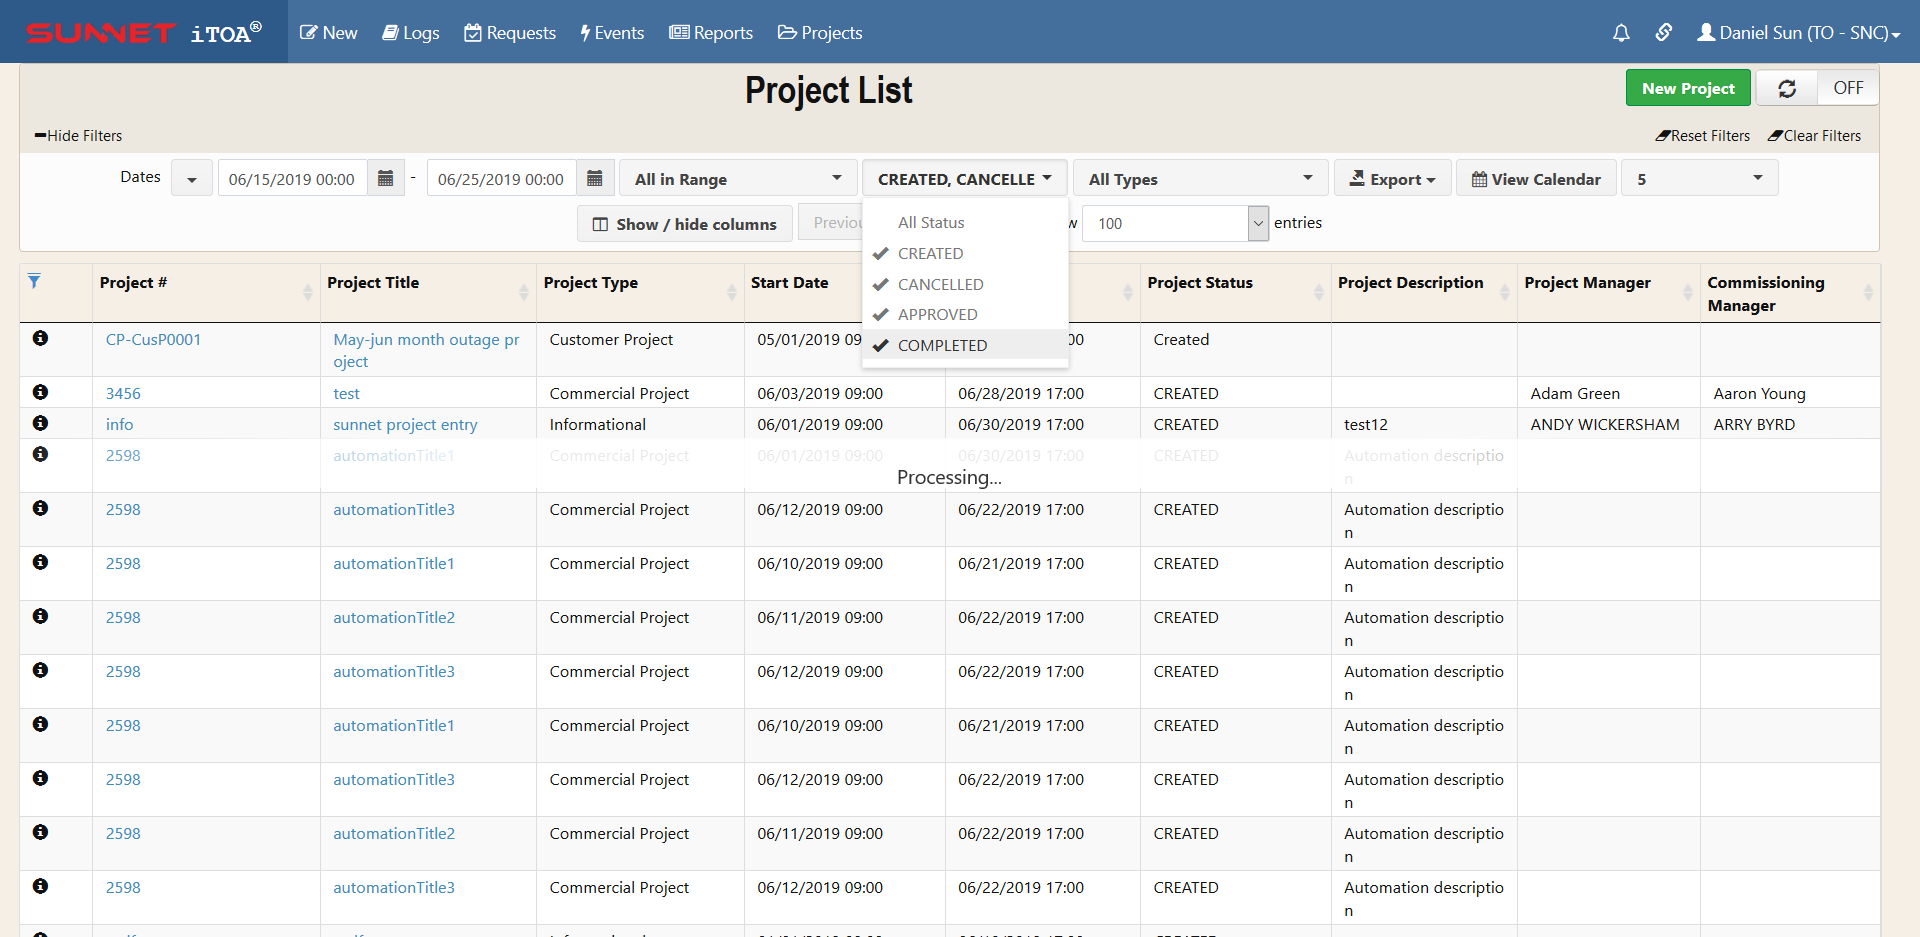 SUNNET iTOA®
New Logs Requests Events Reports Projects
Daniel Sun (TO - SNC)
Project List
New Project
OFF
Hide Filters
Reset Filters Clear Filters
Dates 06/15/2019 00:00 - 06/25/2019 00:00 All in Range CREATED, CANCELLE All Types Export View Calendar 5
Show / hide columns Previou w 100 entries
All Status
CREATED
CANCELLED
APPROVED
COMPLETED
Project # Project Title Project Type Start Date Project Status Project Description Project Manager Commissioning
Manager
CP-CusP0001 May-jun month outage pr Customer Project 05/01/2019 09 00 Created
oject
3456 test Commercial Project 06/03/2019 09:00 06/28/2019 17:00 CREATED Adam Green Aaron Young
info sunnet project entry Informational 06/01/2019 09:00 06/30/2019 17:00 CREATED test12 ANDY WICKERSHAM ARRY BYRD
2598 automationTitle1 Commercial Project 06/01/2019 09:00 06/30/2019 17:00 CREATED Automation descriptio
n
Processing...
2598 automationTitle3 Commercial Project 06/12/2019 09:00 06/22/2019 17:00 CREATED Automation descriptio
n
2598 automationTitle1 Commercial Project 06/10/2019 09:00 06/21/2019 17:00 CREATED Automation descriptio
n
2598 automationTitle2 Commercial Project 06/11/2019 09:00 06/22/2019 17:00 CREATED Automation descriptio
n
2598 automationTitle3 Commercial Project 06/12/2019 09:00 06/22/2019 17:00 CREATED Automation descriptio
n
2598 automationTitle1 Commercial Project 06/10/2019 09:00 06/21/2019 17:00 CREATED Automation descriptio
n
2598 automationTitle3 Commercial Project 06/12/2019 09:00 06/22/2019 17:00 CREATED Automation descriptio
n
2598 automationTitle2 Commercial Project 06/11/2019 09:00 06/22/2019 17:00 CREATED Automation descriptio
n
2598 automationTitle3 Commercial Project 06/12/2019 09:00 06/22/2019 17:00 CREATED Automation descriptio
n